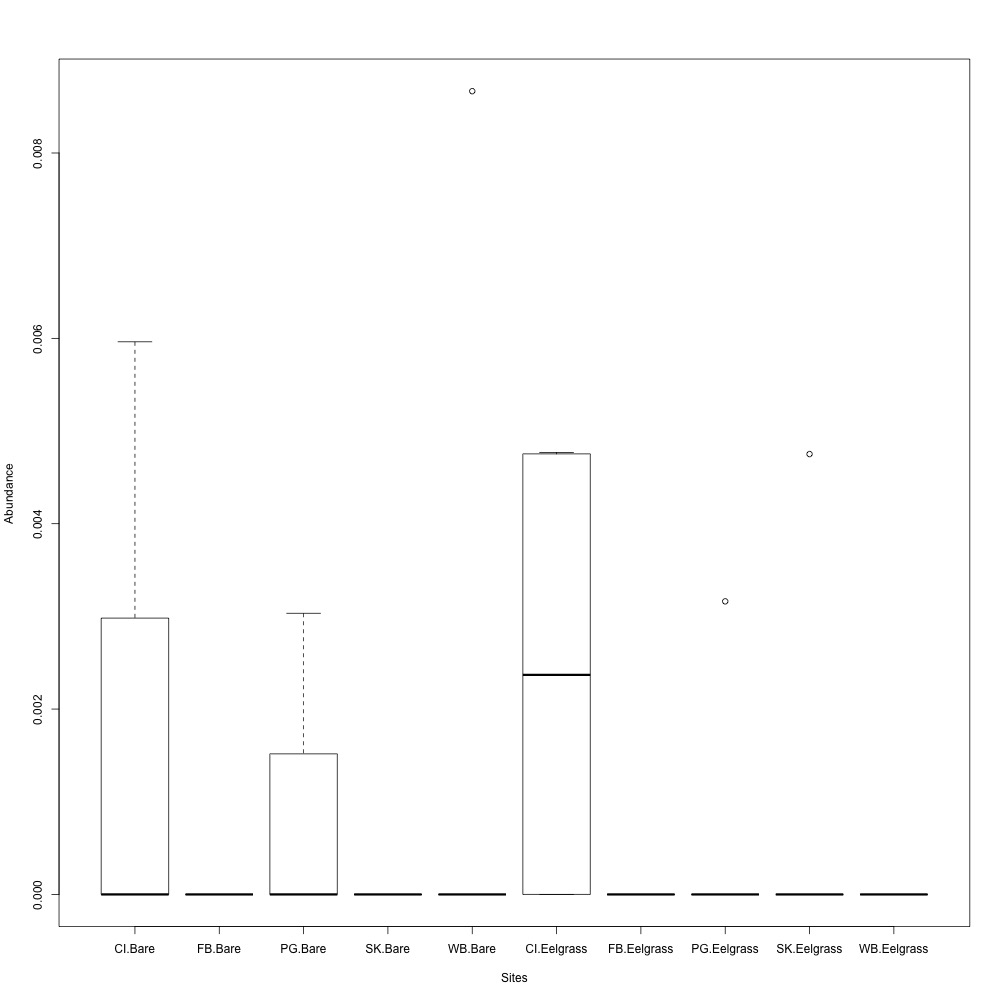 Abundance
0.008
0.006
0.004
0.002
0.000
CI.Bare FB.Bare PG.Bare SK.Bare WB.Bare CI.Eelgrass FB.Eelgrass PG.Eelgrass SK.Eelgrass WB.Eelgrass
Sites